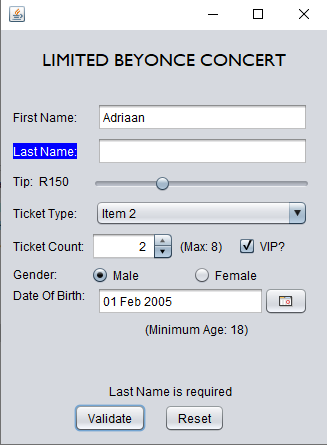 LIMITED BEYONCE CONCERT
First Name: Adriaan
Last Name:
Tip: R150
Ticket Type: Item 2
Ticket Count: 2 (Max: 8) VIP?
Gender: Male Female
Date Of Birth: 01 Feb 2005
(Minimum Age: 18)
Last Name is required
Validate Reset